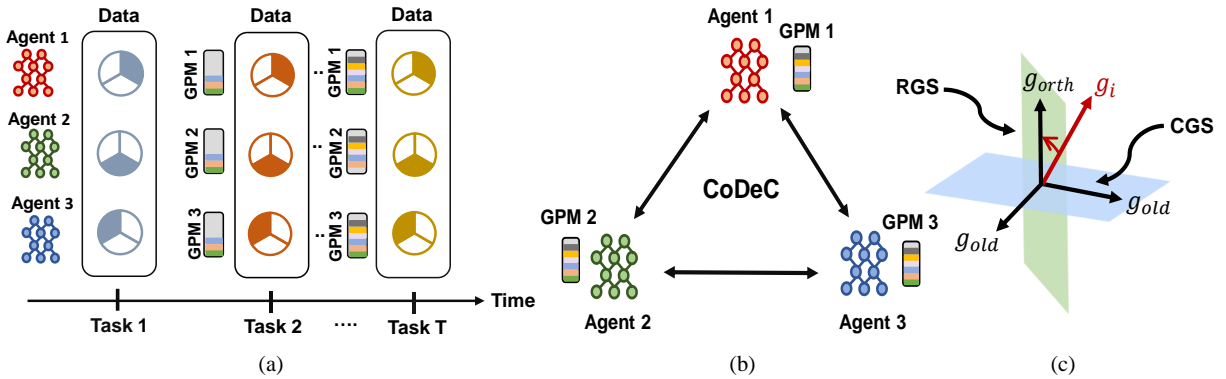 Data
Data
Data
Agent 1
GPM 1
GPM 1
..
Agent 2
GPM 2
GPM 2
..
Agent 3
GPM 3
GPM 3
..
Time
Task 1
Task 2
....
Task T
(a)
Agent 1
GPM 1
CoDeC
GPM 2
GPM 3
Agent 2
Agent 3
(b)
RGS
g_orth
g_i
CGS
g_old
g_old
(c)